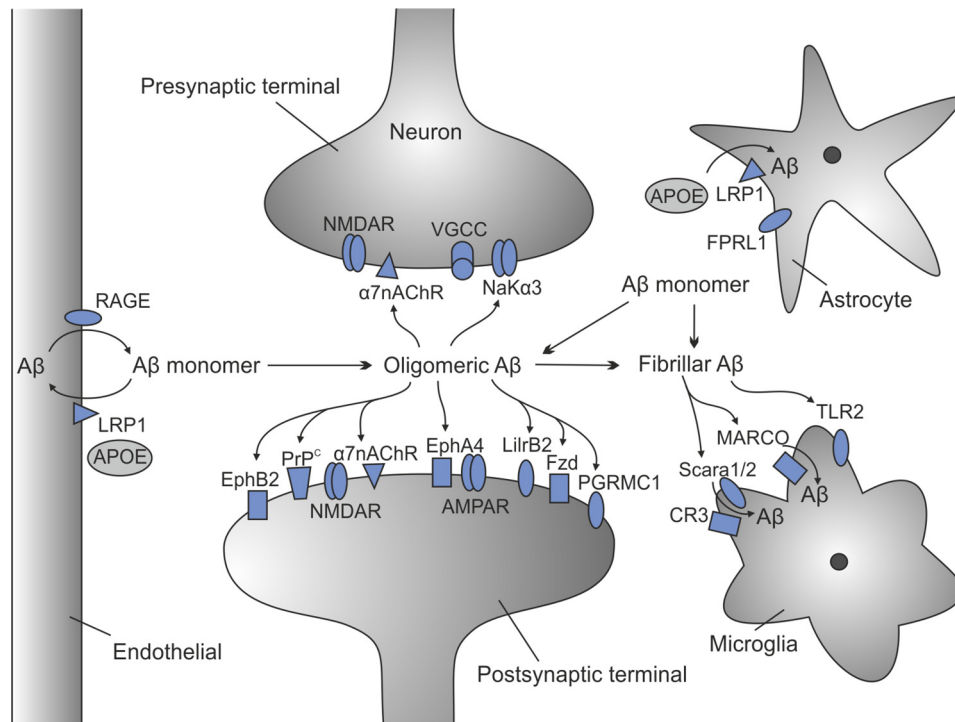 Presynaptic terminal
Neuron
NMDAR
VGCC
α7nAChR
NaKα3
Aβ
APOE
LRP1
FPRL1
Astrocyte
RAGE
Aβ
Aβ monomer
LRP1
APOE
Aβ monomer
Oligomeric Aβ
Fibrillar Aβ
EphB2
PrPᶜ
α7nAChR
NMDAR
EphA4
AMPAR
LilrB2
Fzd
PGRMC1
TLR2
MARCO
Scara1/2
Aβ
CR3
Aβ
Endothelial
Postsynaptic terminal
Microglia